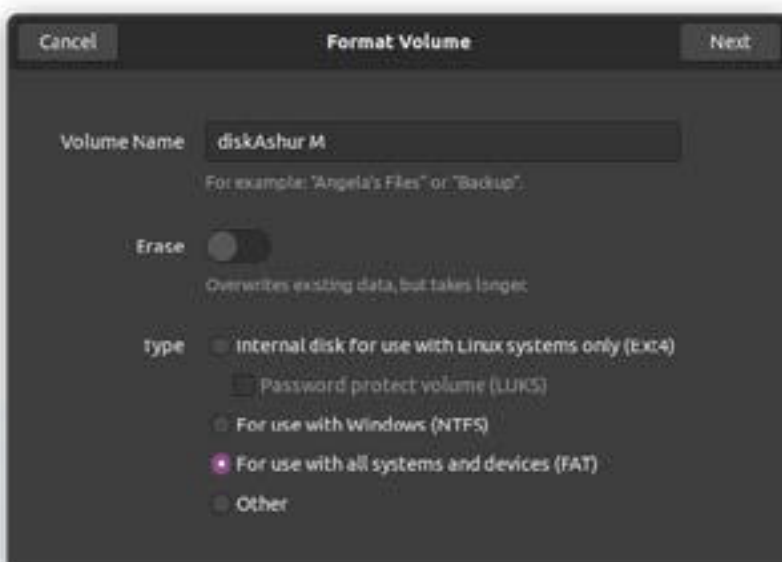 Cancel Format Volume Next
Volume Name diskAshur M
For example: "Angela's Files" or "Backup".
Erase
Overwrites existing data, but takes longer.
Type Internal disk for use with Linux systems only (Ext4)
Password protect volume (LUKS)
For use with Windows (NTFS)
For use with all systems and devices (FAT)
Other